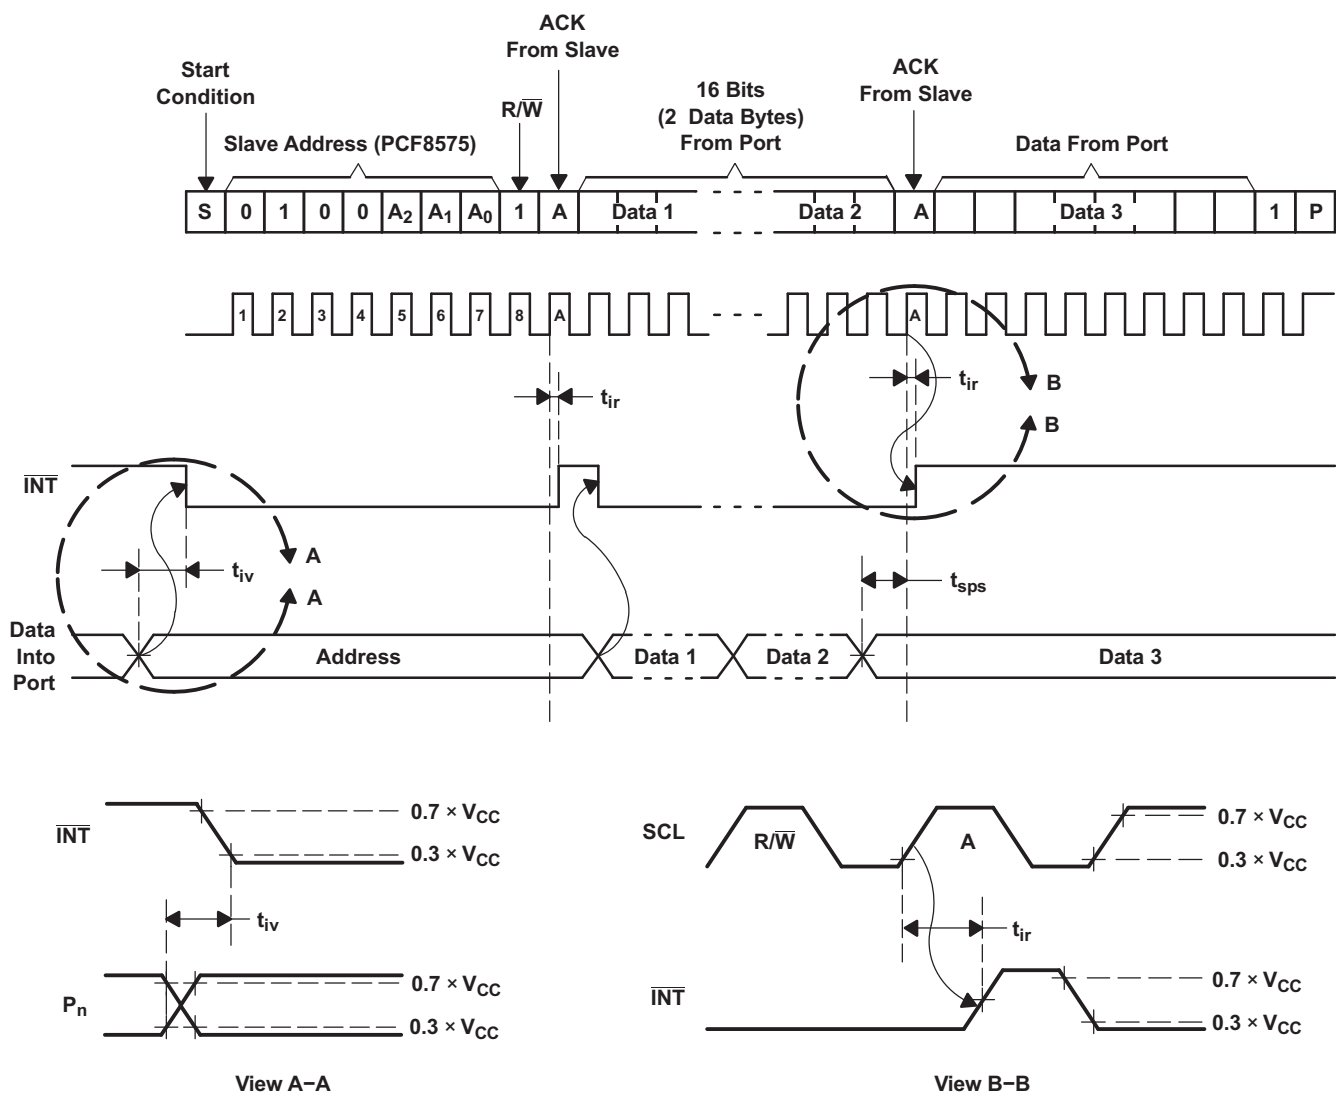 ACK
From Slave
Start
Condition
R/W̅
16 Bits
(2 Data Bytes)
From Port
ACK
From Slave
Slave Address (PCF8575)
Data From Port
S 0 1 0 0 A2 A1 A0 1 A Data 1 Data 2 A Data 3 1 P
1 2 3 4 5 6 7 8 A A
tir
tir
B
B
I̅N̅T̅
tiv
A
A
tsps
Data
Into
Port
Address Data 1 Data 2 Data 3
I̅N̅T̅
0.7 × VCC
0.3 × VCC
tiv
Pn
0.7 × VCC
0.3 × VCC
View A–A
SCL
R/W̅
A
0.7 × VCC
0.3 × VCC
tir
I̅N̅T̅
0.7 × VCC
0.3 × VCC
View B–B